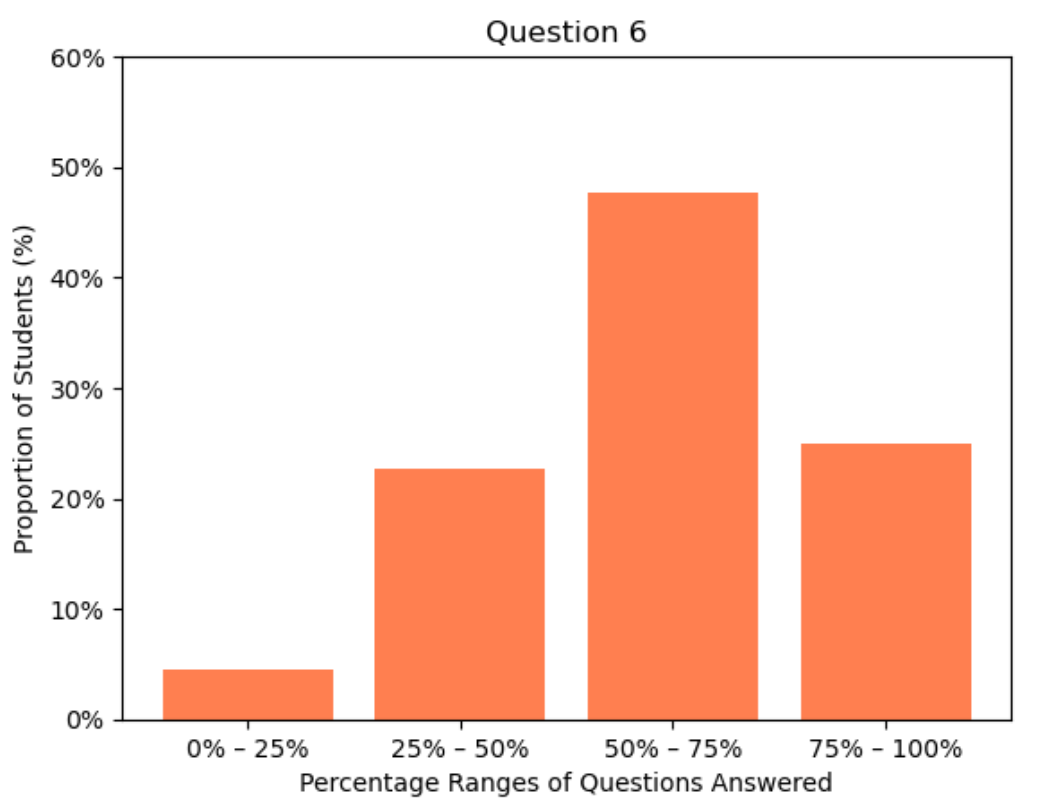 Question 6
60%
50%
40%
30%
20%
10%
0%
Proportion of Students (%)
0% – 25%
25% – 50%
50% – 75%
75% – 100%
Percentage Ranges of Questions Answered